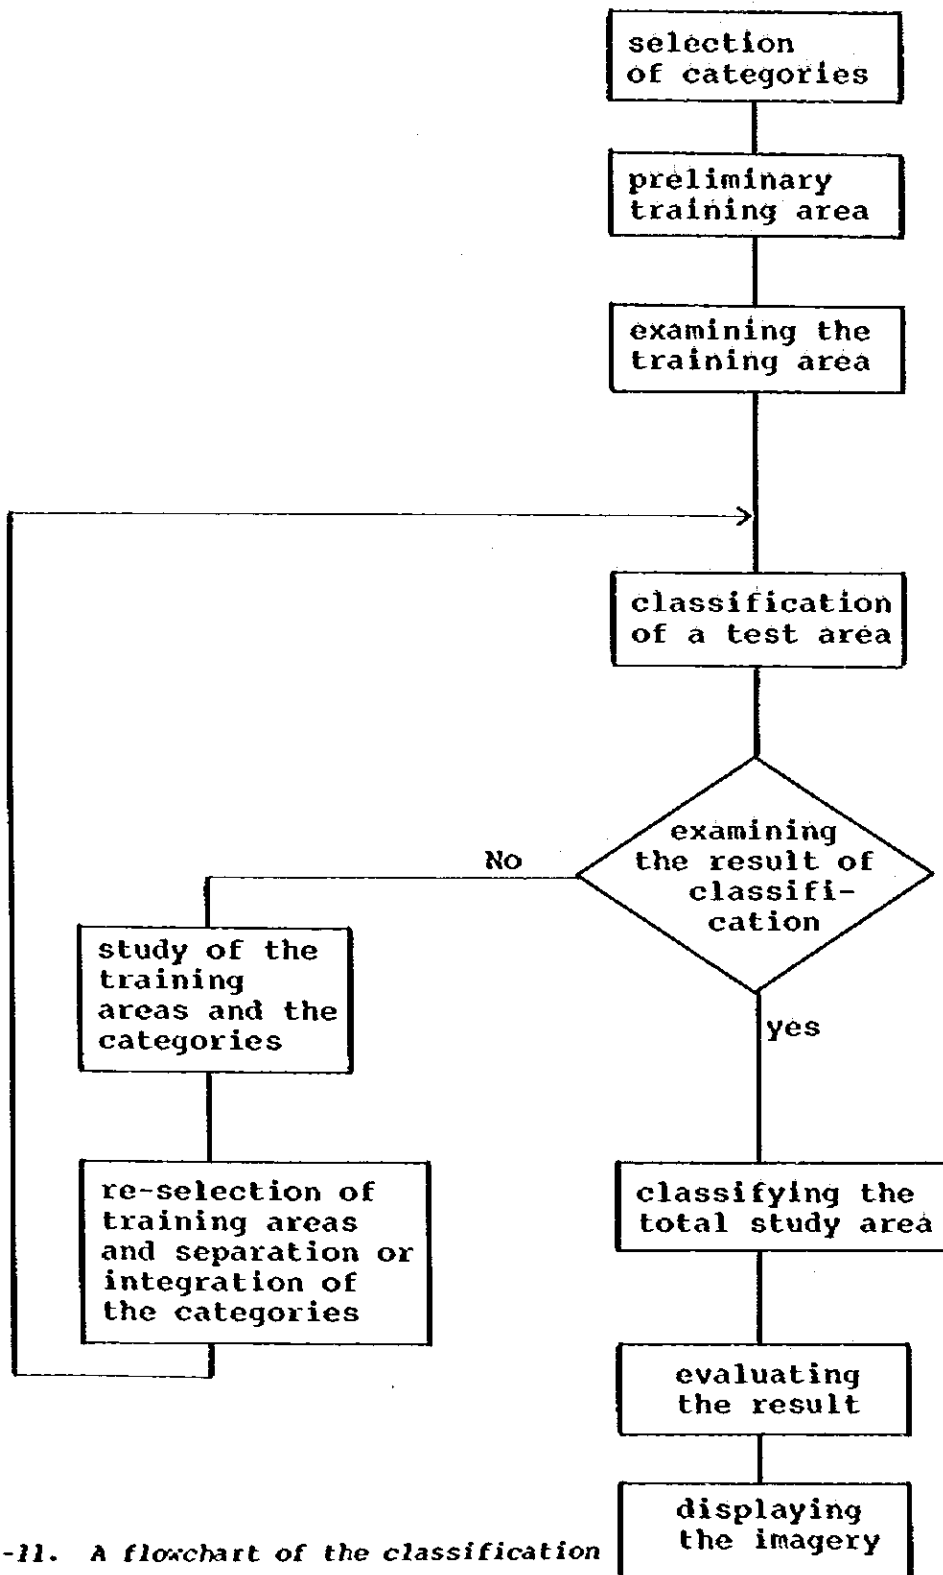 selection
of categories
preliminary
training area
examining the
training area
classification
of a test area
examining
the result of
classifi-
cation
No
yes
study of the
training
areas and the
categories
re-selection of
training areas
and separation or
integration of
the categories
classifying the
total study area
evaluating
the result
displaying
the imagery
-11. A flowchart of the classification